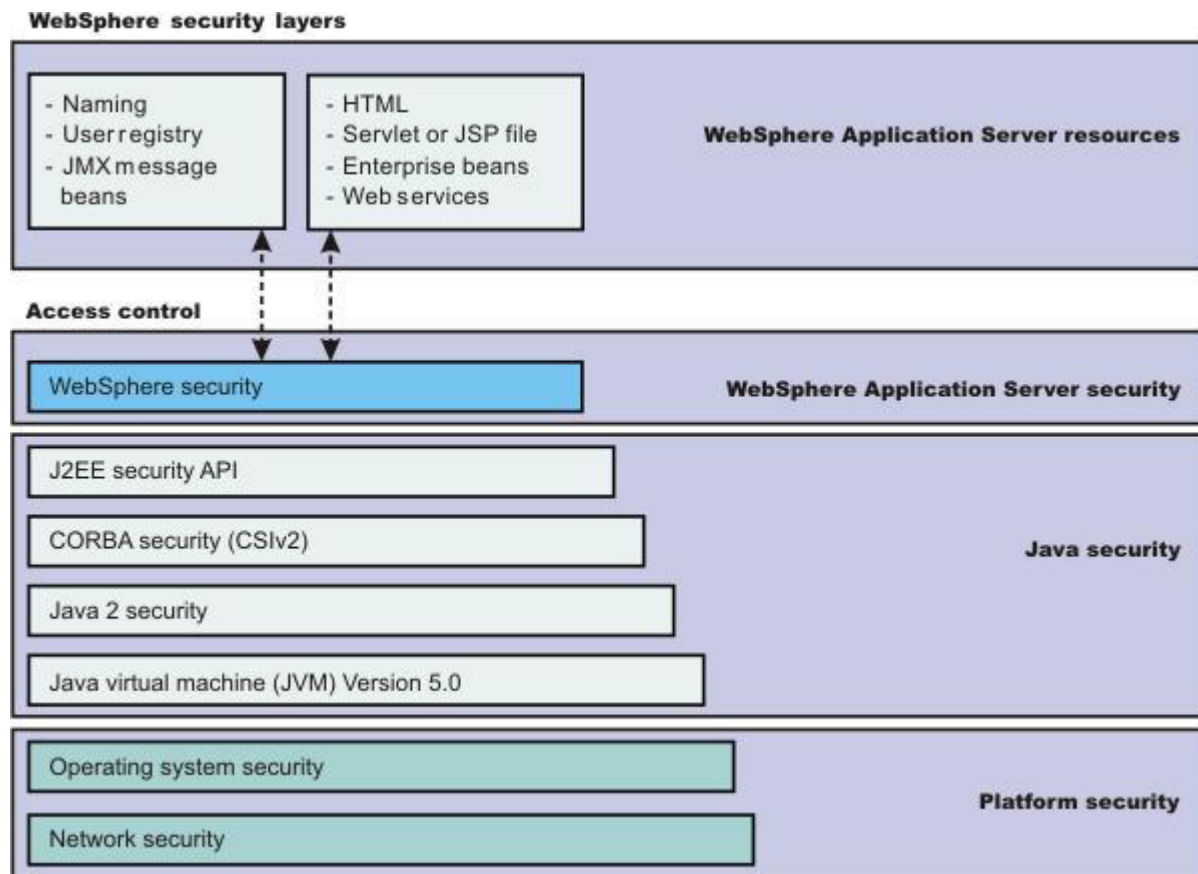 WebSphere security layers
- Naming
- User registry
- JMX message
beans
- HTML
- Servlet or JSP file
- Enterprise beans
- Web services
WebSphere Application Server resources
Access control
WebSphere security
WebSphere Application Server security
J2EE security API
CORBA security (CSIv2)
Java 2 security
Java virtual machine (JVM) Version 5.0
Java security
Operating system security
Network security
Platform security